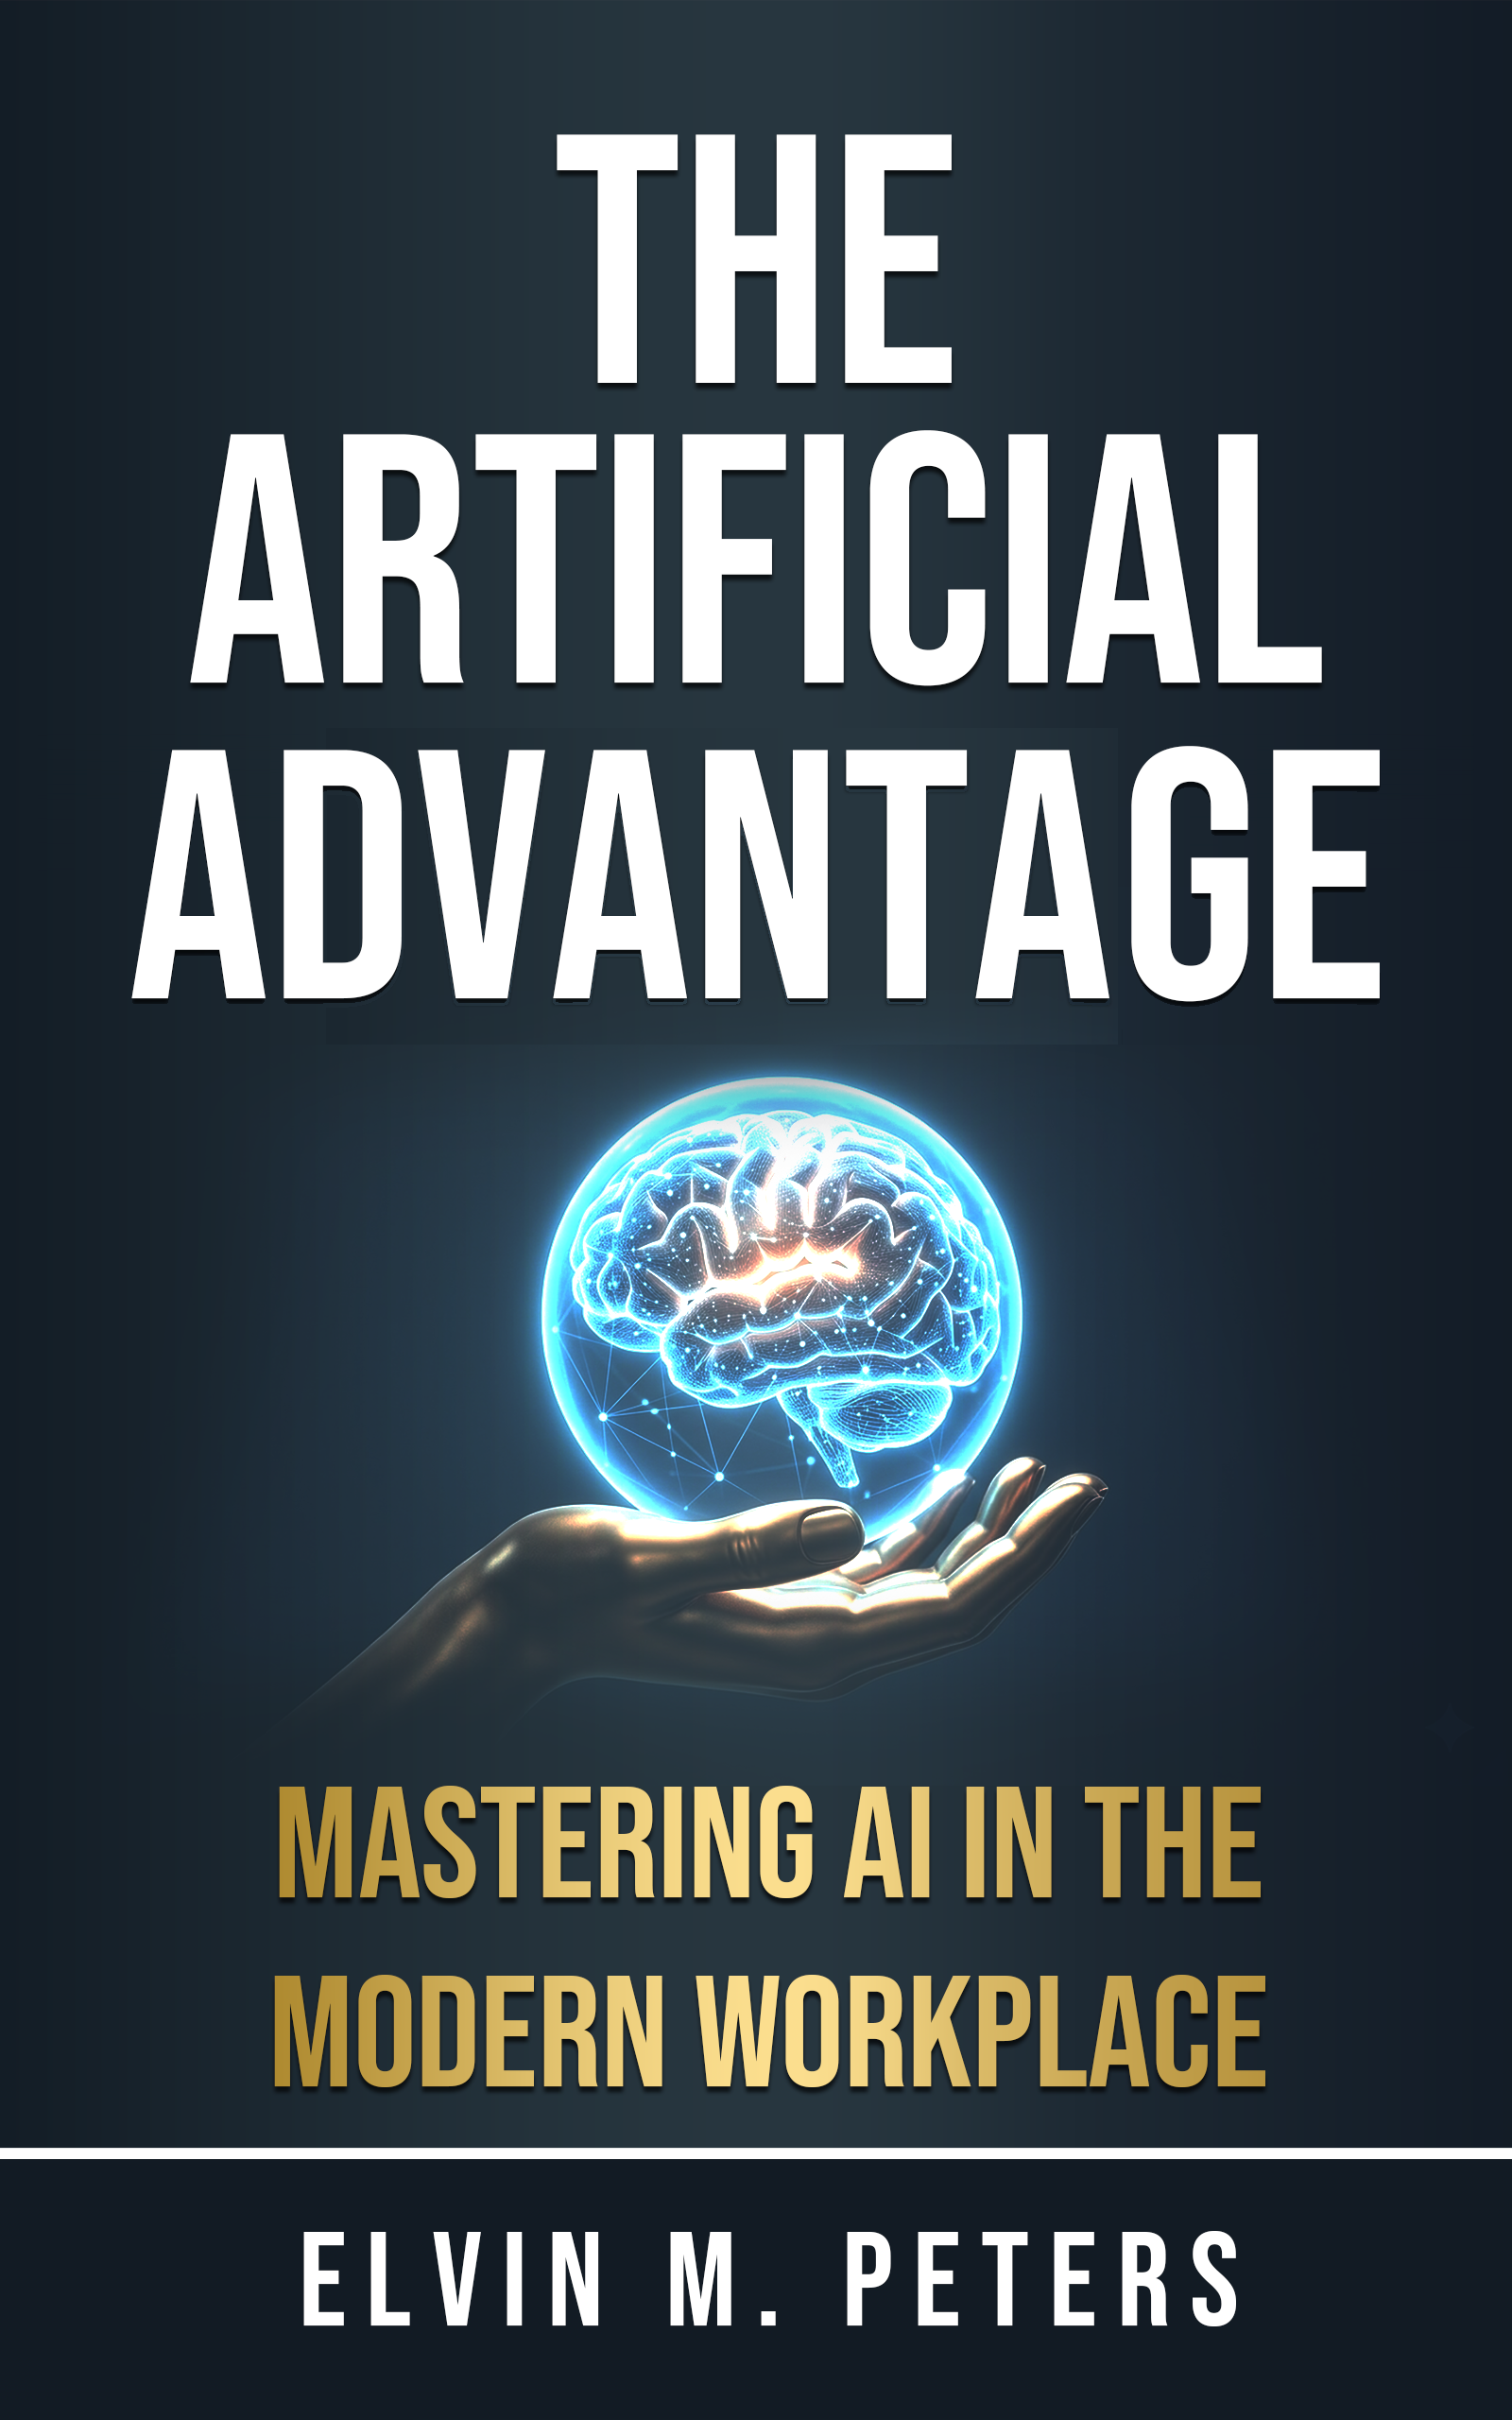 THE
ARTIFICIAL
ADVANTAGE
MASTERING AI IN THE
MODERN WORKPLACE
ELVIN M. PETERS